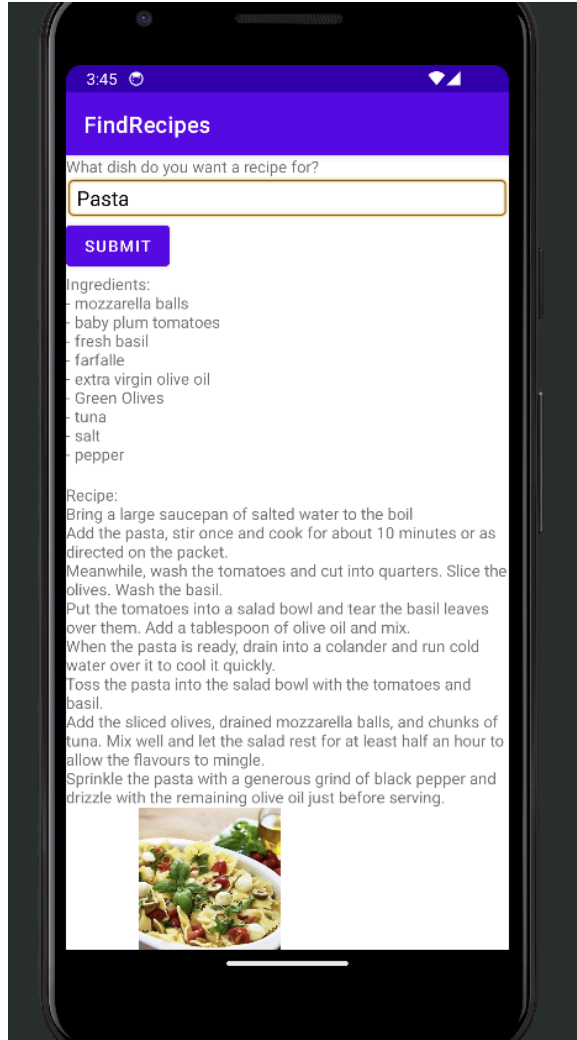 3:45
FindRecipes
What dish do you want a recipe for?
Pasta
SUBMIT
Ingredients:
- mozzarella balls
- baby plum tomatoes
- fresh basil
- farfalle
- extra virgin olive oil
- Green Olives
- tuna
- salt
- pepper
Recipe:
Bring a large saucepan of salted water to the boil
Add the pasta, stir once and cook for about 10 minutes or as
directed on the packet.
Meanwhile, wash the tomatoes and cut into quarters. Slice the
olives. Wash the basil.
Put the tomatoes into a salad bowl and tear the basil leaves
over them. Add a tablespoon of olive oil and mix.
When the pasta is ready, drain into a colander and run cold
water over it to cool it quickly.
Toss the pasta into the salad bowl with the tomatoes and
basil.
Add the sliced olives, drained mozzarella balls, and chunks of
tuna. Mix well and let the salad rest for at least half an hour to
allow the flavours to mingle.
Sprinkle the pasta with a generous grind of black pepper and
drizzle with the remaining olive oil just before serving.